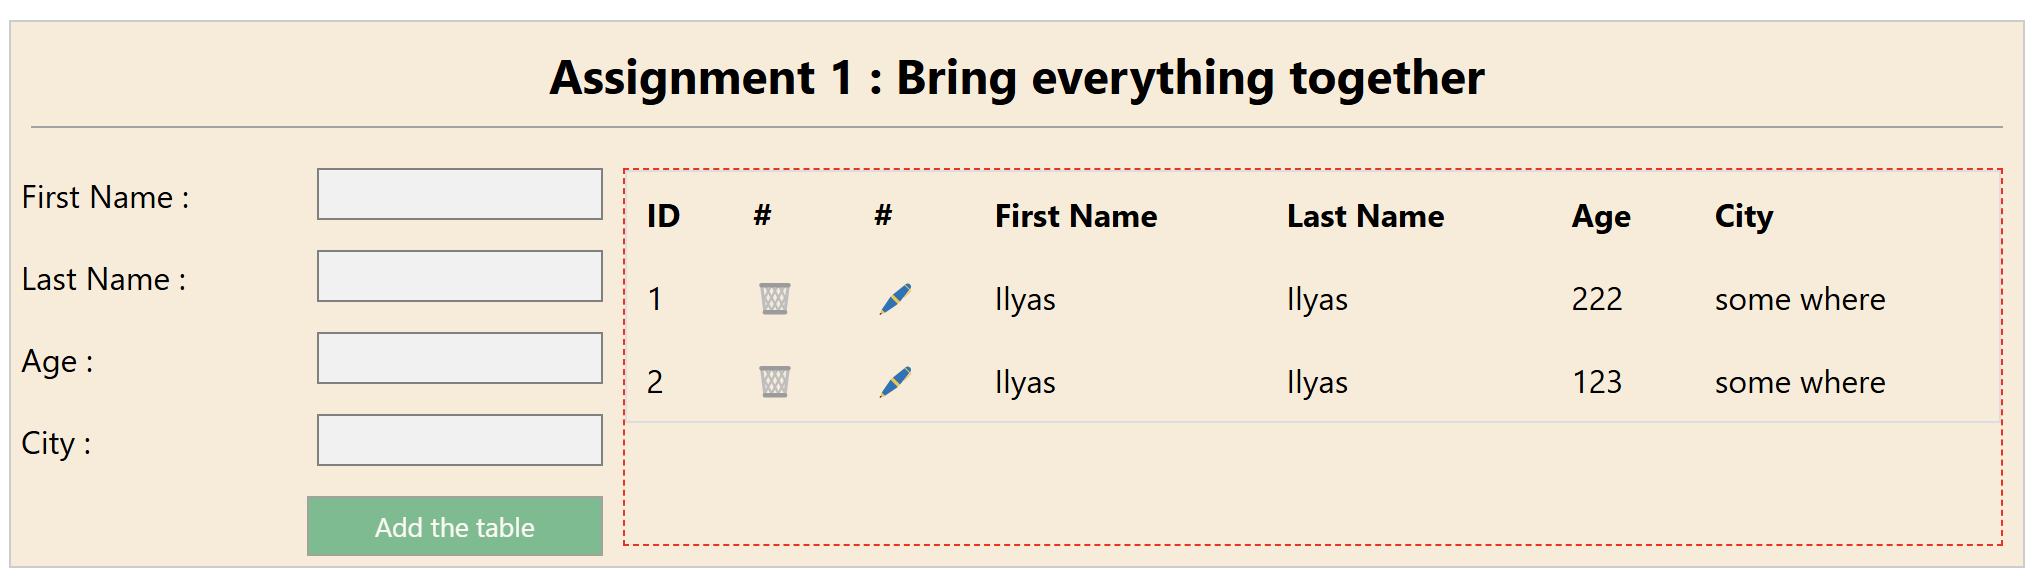 Assignment 1 : Bring everything together
First Name :
Last Name :
Age :
City :
Add the table
ID # # First Name Last Name Age City
1 Ilyas Ilyas 222 some where
2 Ilyas Ilyas 123 some where